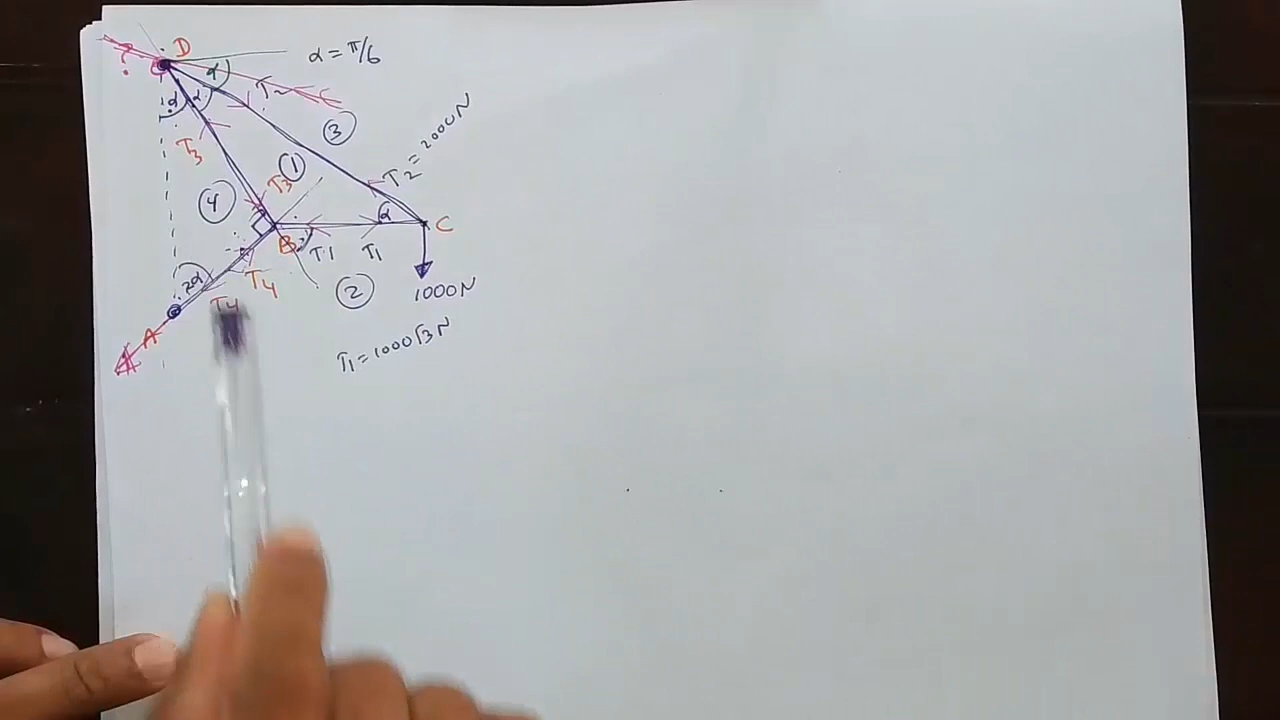 D
?
α = π/6
α
α
α
T2
T3
3
1
T2 = 2000N
T3
4
α
C
B
T1
T1
T4
2α
2
1000N
T4
A
T1 = 1000√3 N